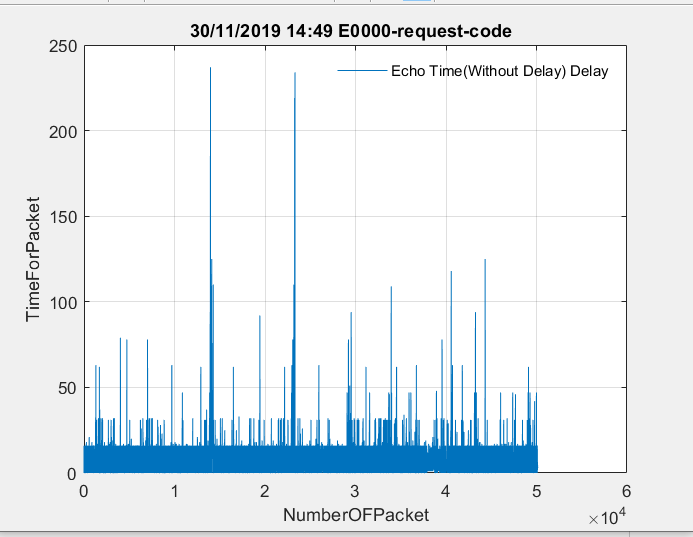 30/11/2019 14:49 E0000-request-code
Echo Time(Without Delay) Delay
TimeForPacket
250
200
150
100
50
0
0 1 2 3 4 5 6
×10^4
NumberOFPacket